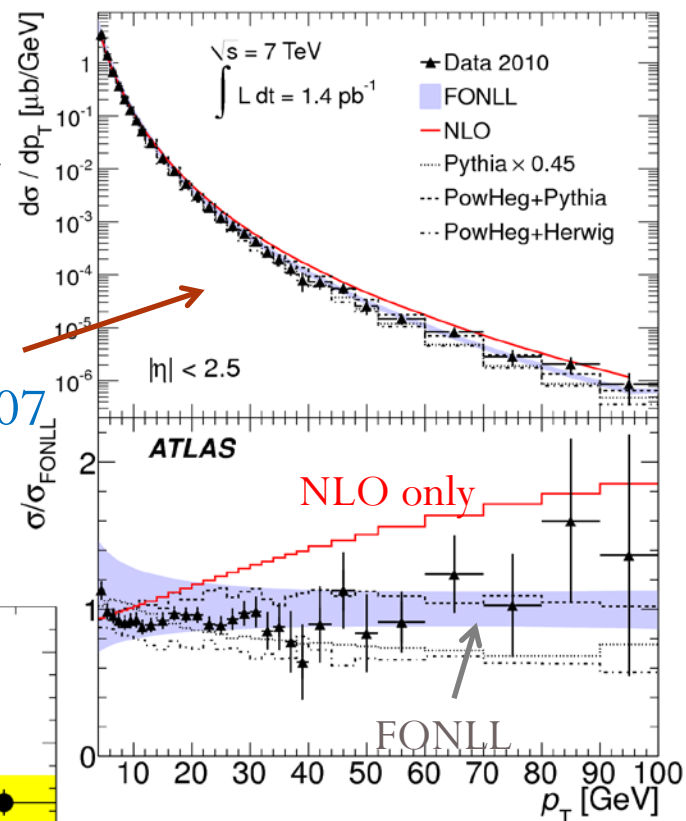 dσ / dp_T [μb/GeV]
√s = 7 TeV
∫ L dt = 1.4 pb⁻¹
Data 2010
FONLL
NLO
Pythia × 0.45
PowHeg+Pythia
PowHeg+Herwig
1
10⁻¹
10⁻²
10⁻³
10⁻⁴
10⁻⁵
10⁻⁶
|η| < 2.5
07
σ/σ_FONLL
ATLAS
NLO only
2
1
0
FONLL
10 20 30 40 50 60 70 80 90 100
p_T [GeV]